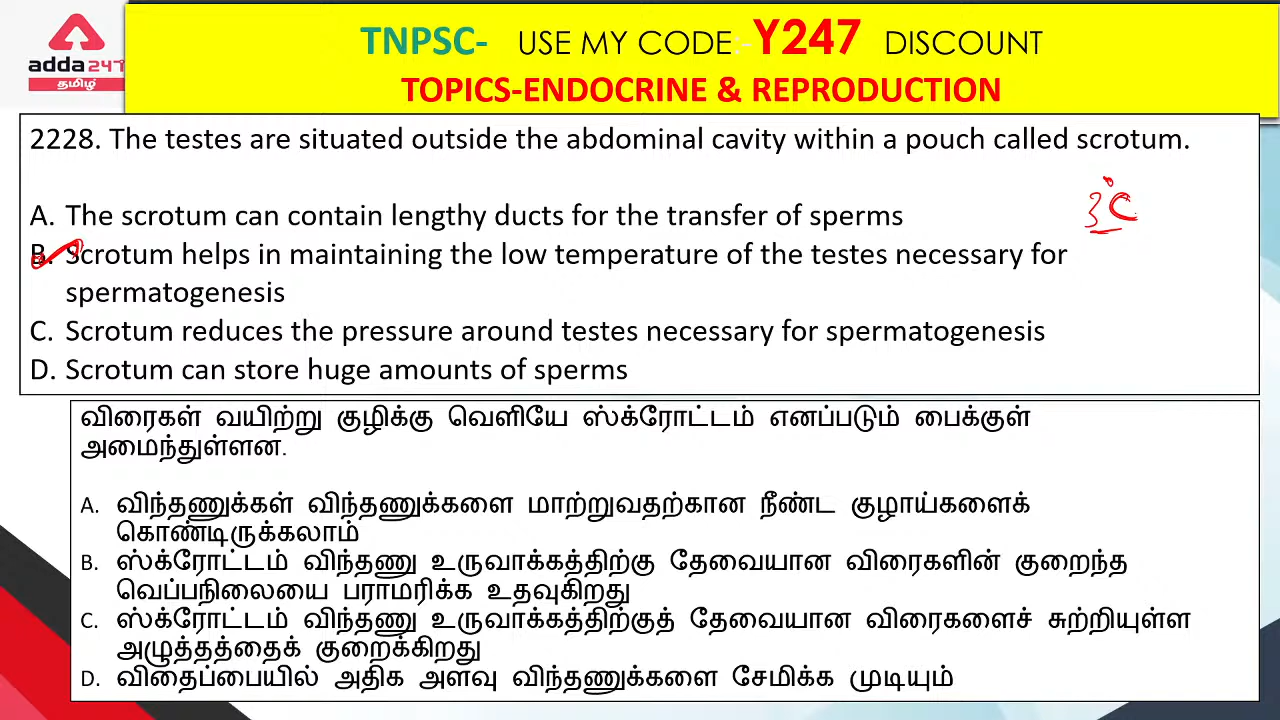 adda247
தமிழ்
TNPSC- USE MY CODE:-Y247 DISCOUNT
TOPICS-ENDOCRINE & REPRODUCTION
2228. The testes are situated outside the abdominal cavity within a pouch called scrotum.
3°C
A. The scrotum can contain lengthy ducts for the transfer of sperms
B. Scrotum helps in maintaining the low temperature of the testes necessary for
spermatogenesis
C. Scrotum reduces the pressure around testes necessary for spermatogenesis
D. Scrotum can store huge amounts of sperms
விரைகள் வயிற்று குழிக்கு வெளியே ஸ்க்ரோட்டம் எனப்படும் பைக்குள்
அமைந்துள்ளன.
A. விந்தணுக்கள் விந்தணுக்களை மாற்றுவதற்கான நீண்ட குழாய்களைக்
கொண்டிருக்கலாம்
B. ஸ்க்ரோட்டம் விந்தணு உருவாக்கத்திற்கு தேவையான விரைகளின் குறைந்த
வெப்பநிலையை பராமரிக்க உதவுகிறது
C. ஸ்க்ரோட்டம் விந்தணு உருவாக்கத்திற்குத் தேவையான விரைகளைச் சுற்றியுள்ள
அழுத்தத்தைக் குறைக்கிறது
D. விதைப்பையில் அதிக அளவு விந்தணுக்களை சேமிக்க முடியும்